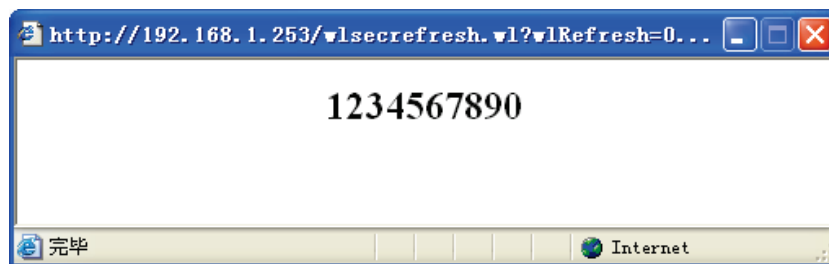 http://192.168.1.253/wlsecrefresh.wl?wlRefresh=0...
1234567890
完毕
Internet